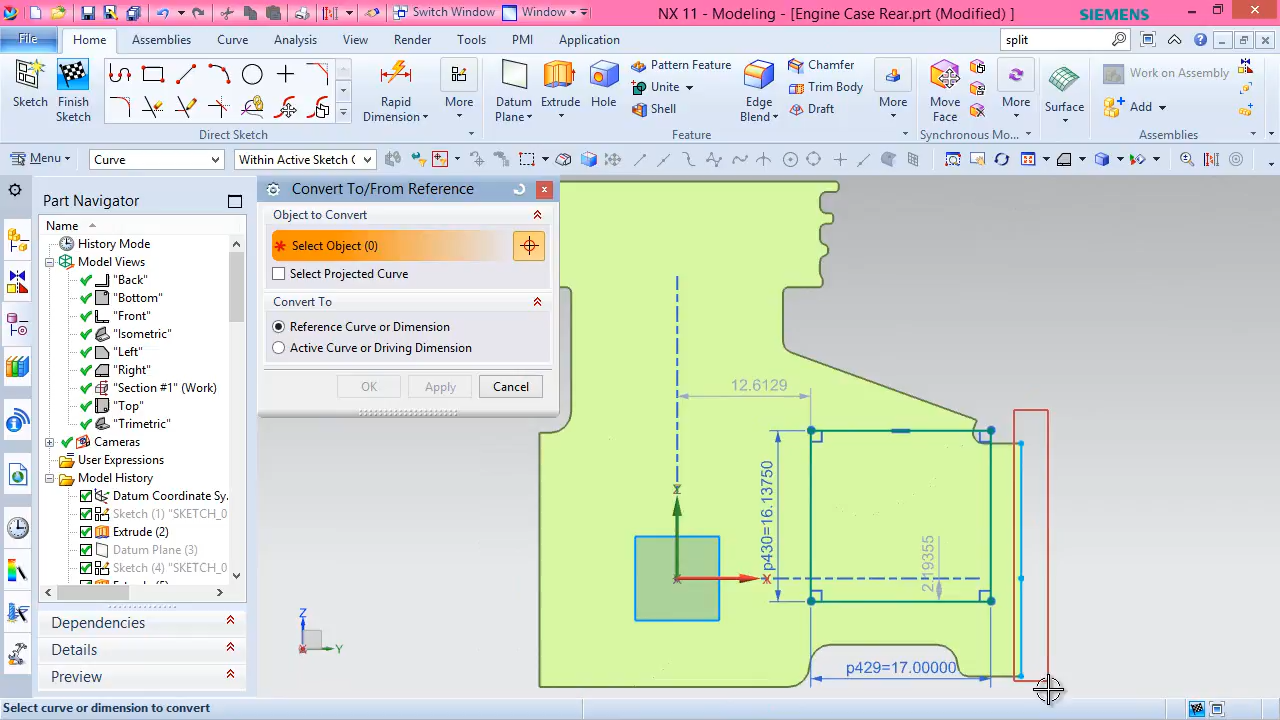 Switch Window Window NX 11 - Modeling - [Engine Case Rear.prt (Modified) ] SIEMENS
File Home Assemblies Curve Analysis View Render Tools PMI Application split
Sketch Finish Sketch Rapid Dimension More Datum Plane Extrude Hole Pattern Feature Unite Shell Edge Blend Chamfer Trim Body Draft More Move Face More Surface Work on Assembly Add
Direct Sketch Feature Synchronous Mo... Assemblies
Menu Curve Within Active Sketch
Part Navigator
Name
History Mode
Model Views
"Back"
"Bottom"
"Front"
"Isometric"
"Left"
"Right"
"Section #1" (Work)
"Top"
"Trimetric"
Cameras
User Expressions
Model History
Datum Coordinate Sy.
Sketch (1) "SKETCH_0
Extrude (2)
Datum Plane (3)
Sketch (4) "SKETCH_0
Dependencies
Details
Preview
Convert To/From Reference
Object to Convert
Select Object (0)
Select Projected Curve
Convert To
Reference Curve or Dimension
Active Curve or Driving Dimension
OK Apply Cancel
12.6129
p430=16.13750
2.19355
p429=17.00000
Z
X
Z
Y
Select curve or dimension to convert